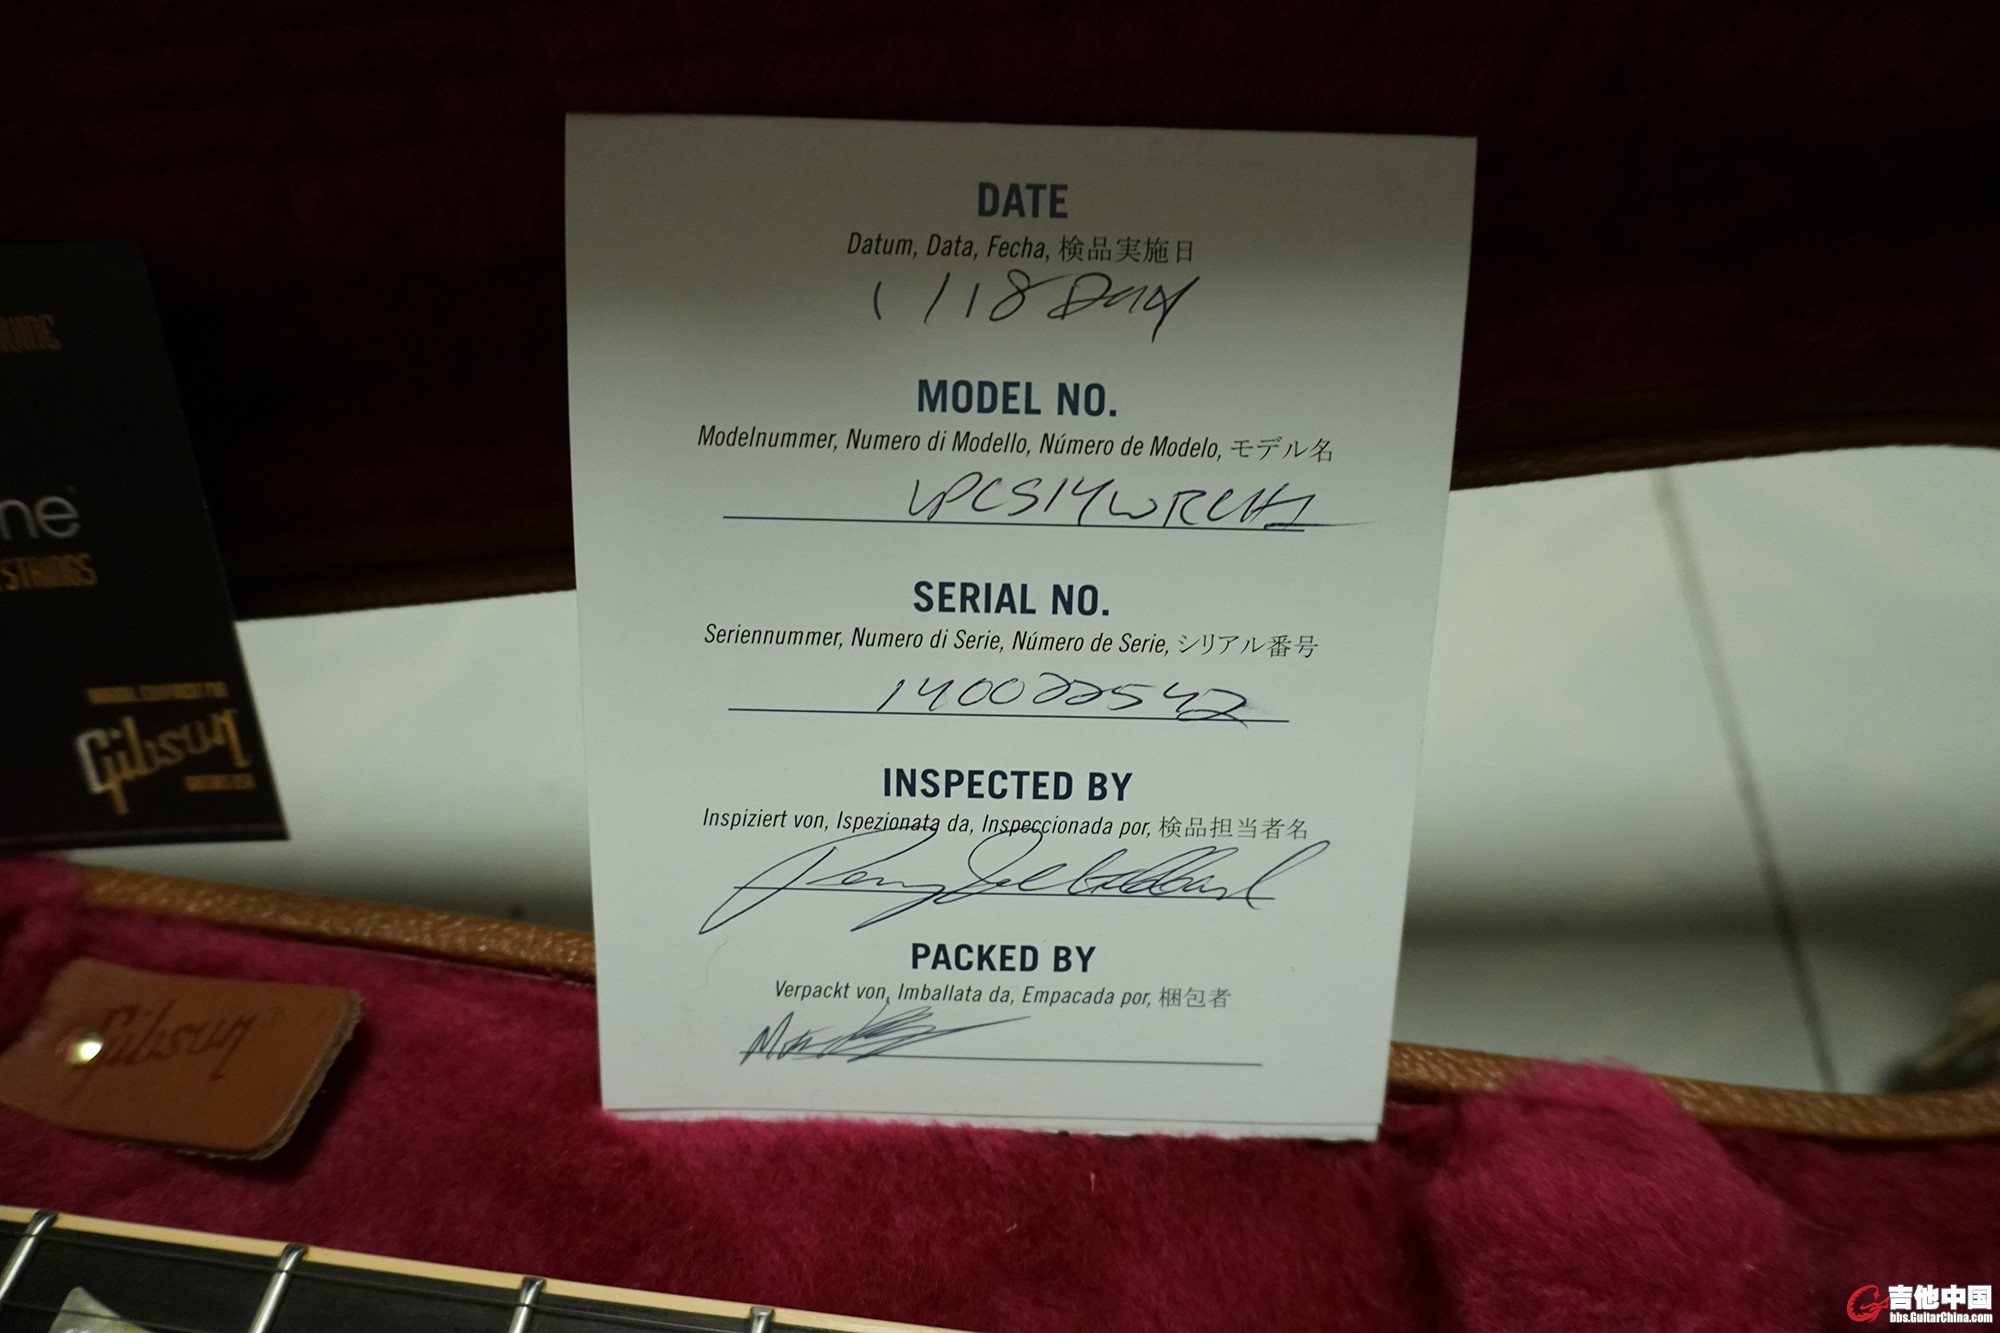 DATE
Datum, Data, Fecha, 検品実施日
MODEL NO.
Modelnummer, Numero di Modello, Número de Modelo, モデル名
LPCS14WRCH1
SERIAL NO.
Seriennummer, Numero di Serie, Número de Serie, シリアル番号
140022542
INSPECTED BY
Inspiziert von, Ispezionata da, Inspeccionada por, 検品担当者名
PACKED BY
Verpackt von, Imballata da, Empacada por, 梱包者
ne
STRINGS
Gibson
Gibson
吉他中国
bbs.GuitarChina.com